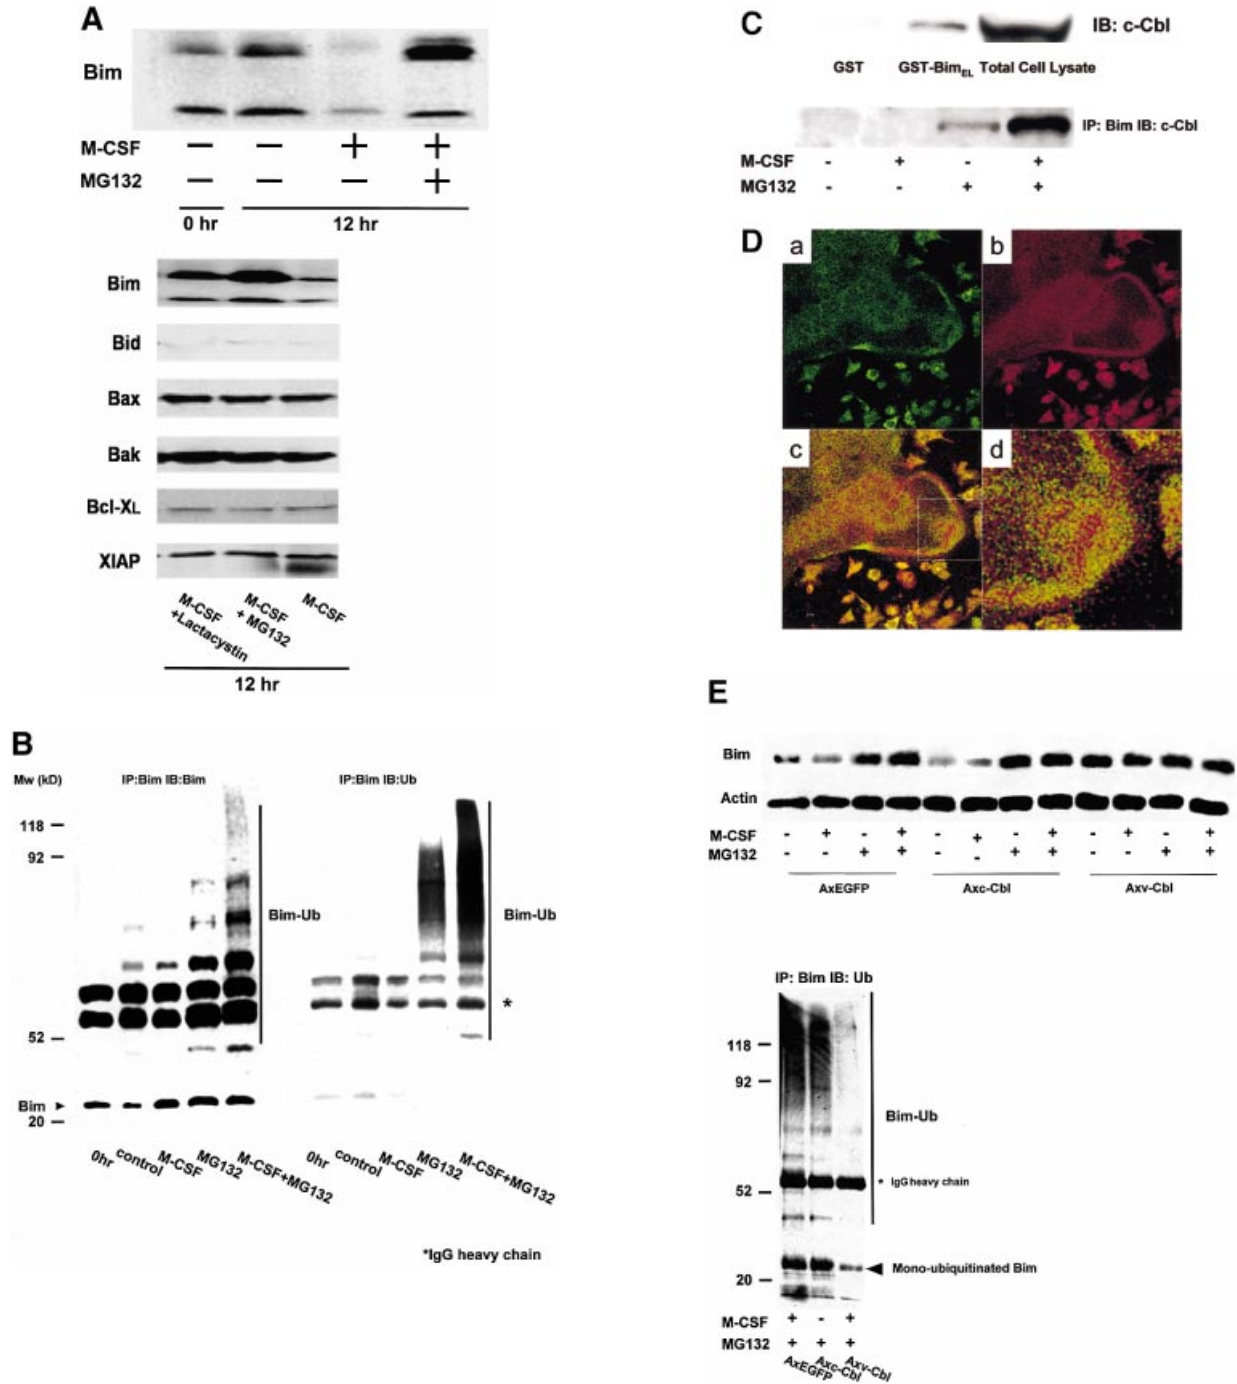 A
Bim
M-CSF − − + +
MG132 − − − +
0 hr 12 hr
Bim
Bid
Bax
Bak
Bcl-XL
XIAP
M-CSF +Lactacystin
M-CSF + MG132
M-CSF
12 hr
B
Mw (kD) IP:Bim IB:Bim IP:Bim IB:Ub
118
92
Bim-Ub Bim-Ub
*
52
Bim
20
0hr control M-CSF MG132 M-CSF+MG132
0hr control M-CSF MG132 M-CSF+MG132
*IgG heavy chain
C
IB: c-Cbl
GST GST-BimEL Total Cell Lysate
IP: Bim IB: c-Cbl
M-CSF - + - +
MG132 - - + +
D
a b
c d
E
Bim
Actin
M-CSF - + - + - + - + - + - +
MG132 - - + + - - + + - - + +
AxEGFP Axc-Cbl Axv-Cbl
IP: Bim IB: Ub
118
92
Bim-Ub
52
* IgG heavy chain
Mono-ubiquitinated Bim
20
M-CSF + - +
MG132 + + +
AxEGFP Axc-Cbl Axv-Cbl